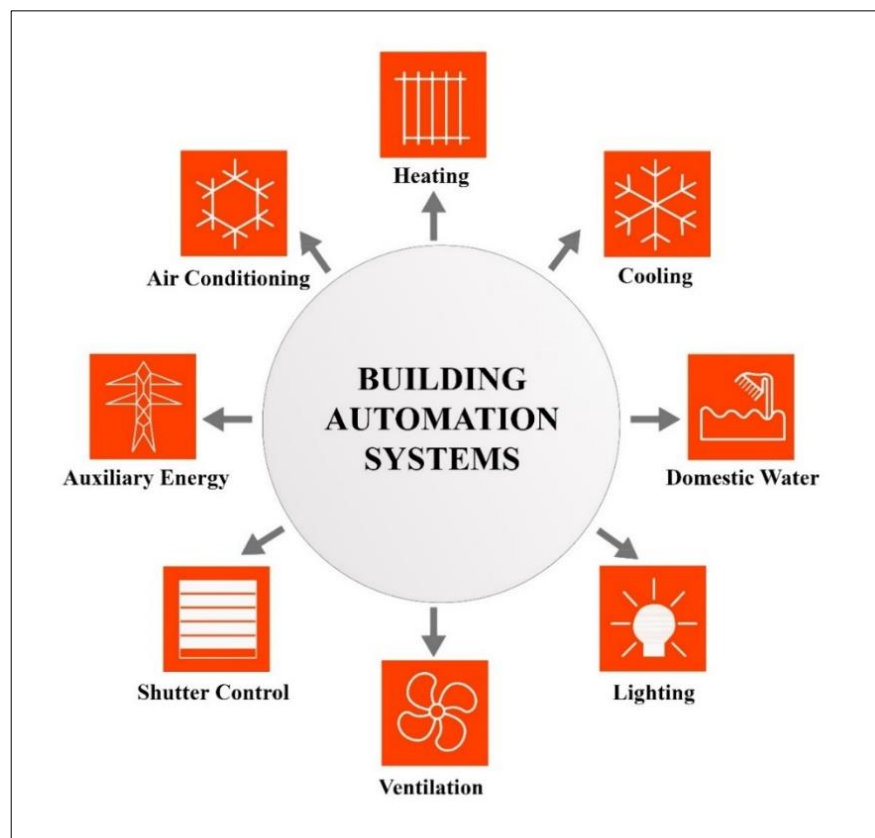 Heating
Cooling
Air Conditioning
BUILDING
AUTOMATION
SYSTEMS
Auxiliary Energy
Domestic Water
Shutter Control
Lighting
Ventilation